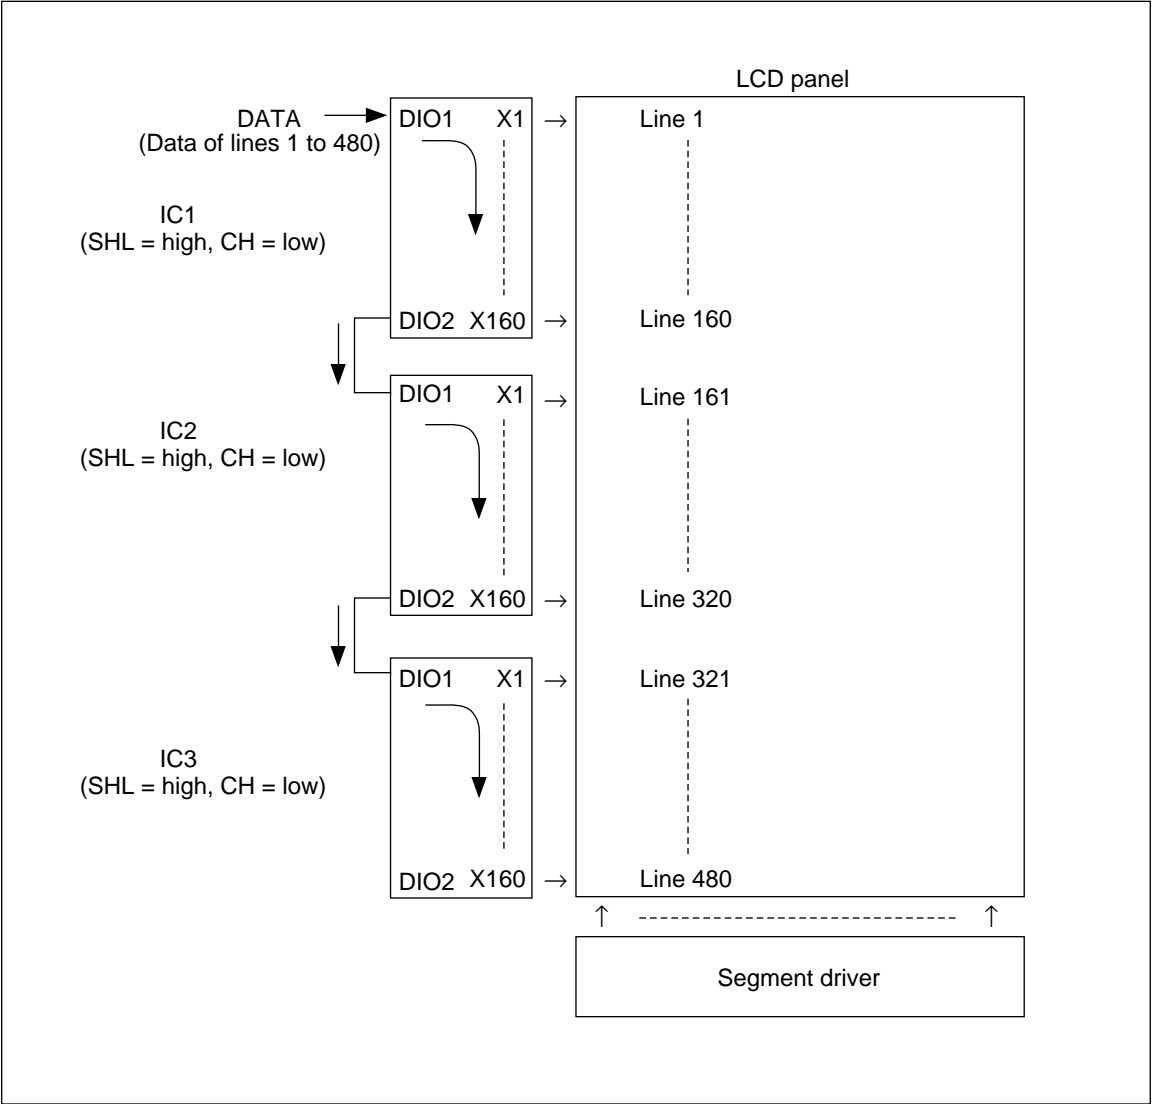 LCD panel
DATA
(Data of lines 1 to 480)
DIO1 X1 → Line 1
IC1
(SHL = high, CH = low)
DIO2 X160 → Line 160
DIO1 X1 → Line 161
IC2
(SHL = high, CH = low)
DIO2 X160 → Line 320
DIO1 X1 → Line 321
IC3
(SHL = high, CH = low)
DIO2 X160 → Line 480
Segment driver